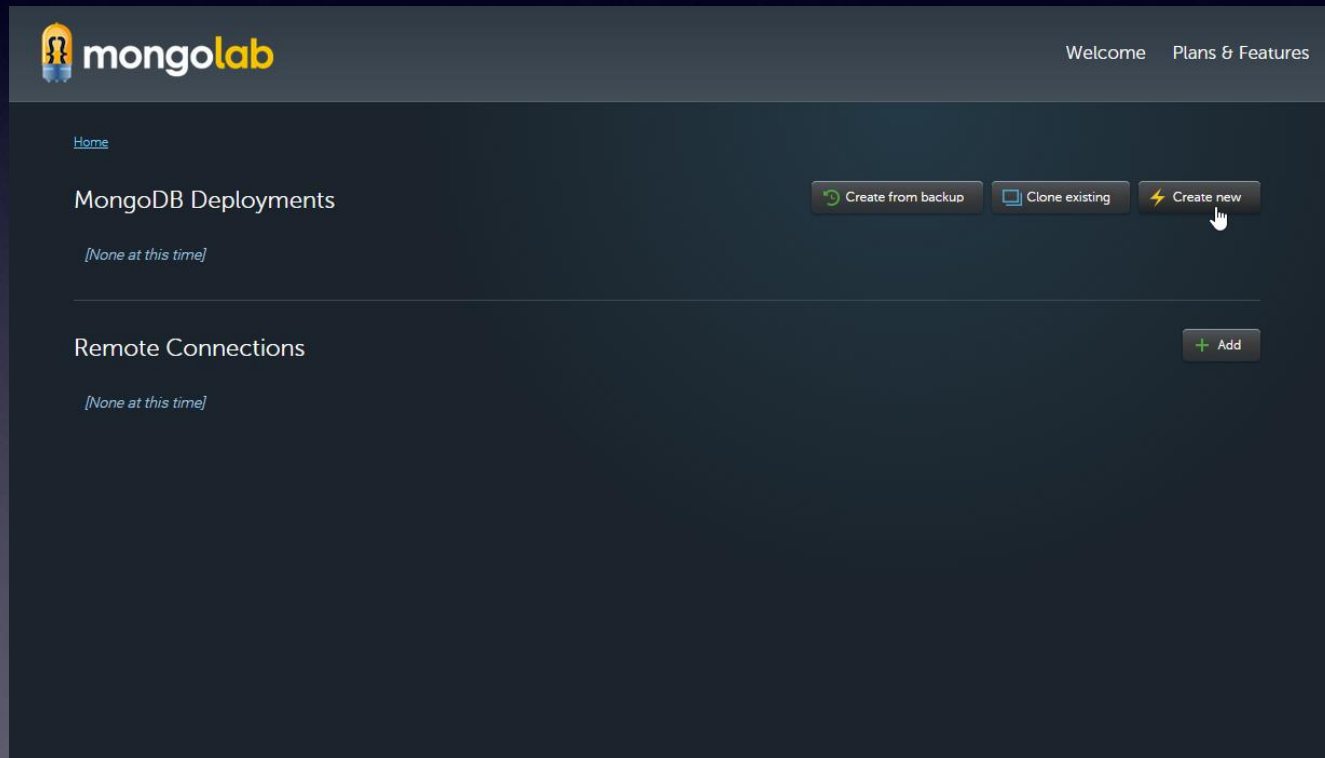 mongolab
Welcome Plans & Features
Home
MongoDB Deployments
Create from backup Clone existing Create new
[None at this time]
Remote Connections
+ Add
[None at this time]